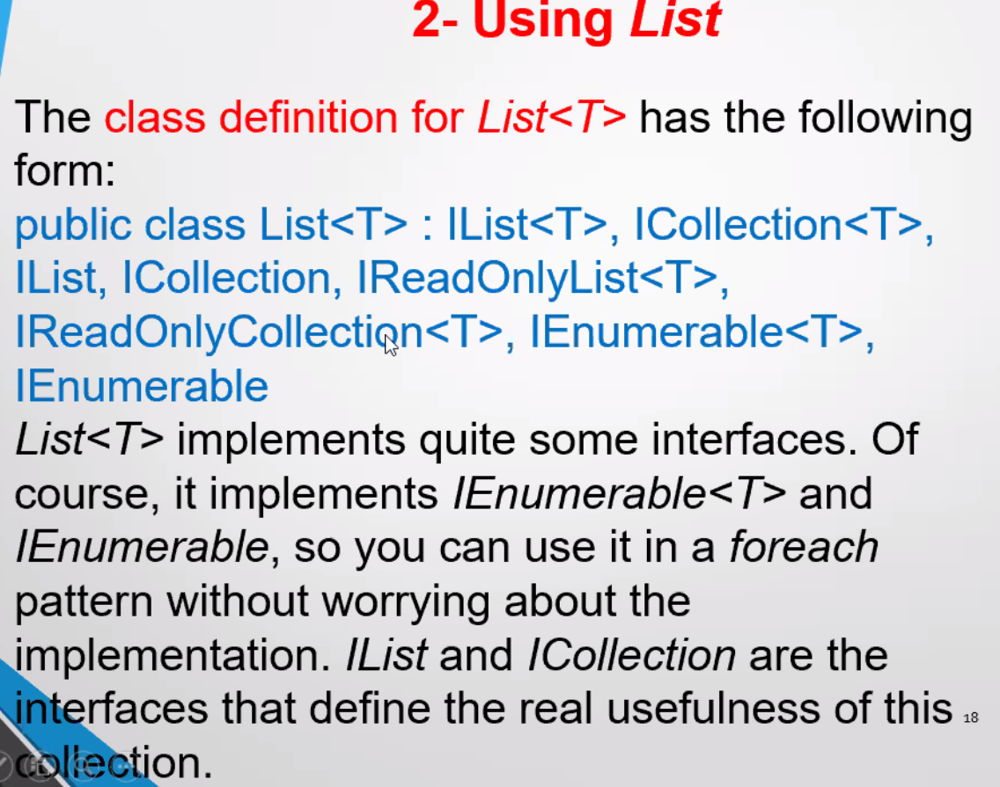 2- Using List
The class definition for List<T> has the following
form:
public class List<T> : IList<T>, ICollection<T>,
IList, ICollection, IReadOnlyList<T>,
IReadOnlyCollection<T>, IEnumerable<T>,
IEnumerable
List<T> implements quite some interfaces. Of
course, it implements IEnumerable<T> and
IEnumerable, so you can use it in a foreach
pattern without worrying about the
implementation. IList and ICollection are the
interfaces that define the real usefulness of this
18
collection.